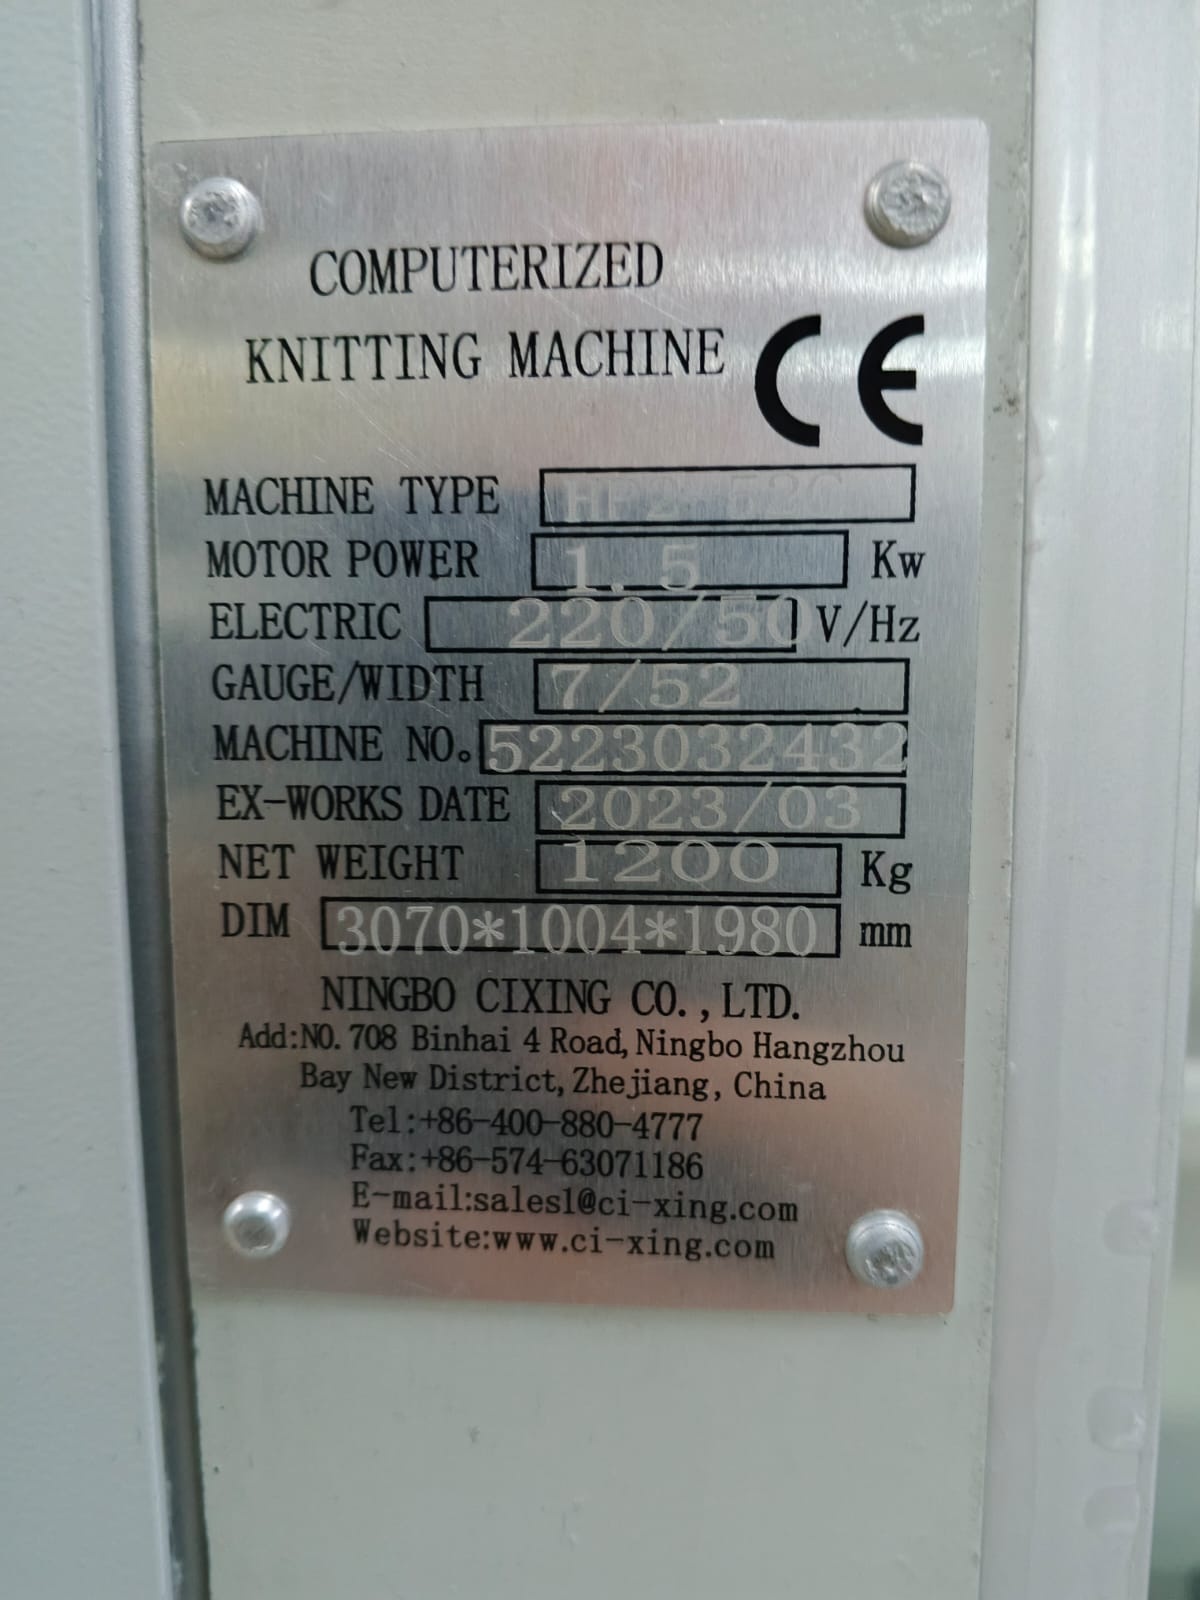 COMPUTERIZED
KNITTING MACHINE CE
MACHINE TYPE
MOTOR POWER 1.5 Kw
ELECTRIC 220/50 V/Hz
GAUGE/WIDTH 7/52
MACHINE NO. 5223032432
EX-WORKS DATE 2023/03
NET WEIGHT 1200 Kg
DIM 3070*1004*1980 mm
NINGBO CIXING CO., LTD.
Add:NO.708 Binhai 4 Road, Ningbo Hangzhou
Bay New District, Zhejiang, China
Tel:+86-400-880-4777
Fax:+86-574-63071186
E-mail:sales1@ci-xing.com
Website:www.ci-xing.com